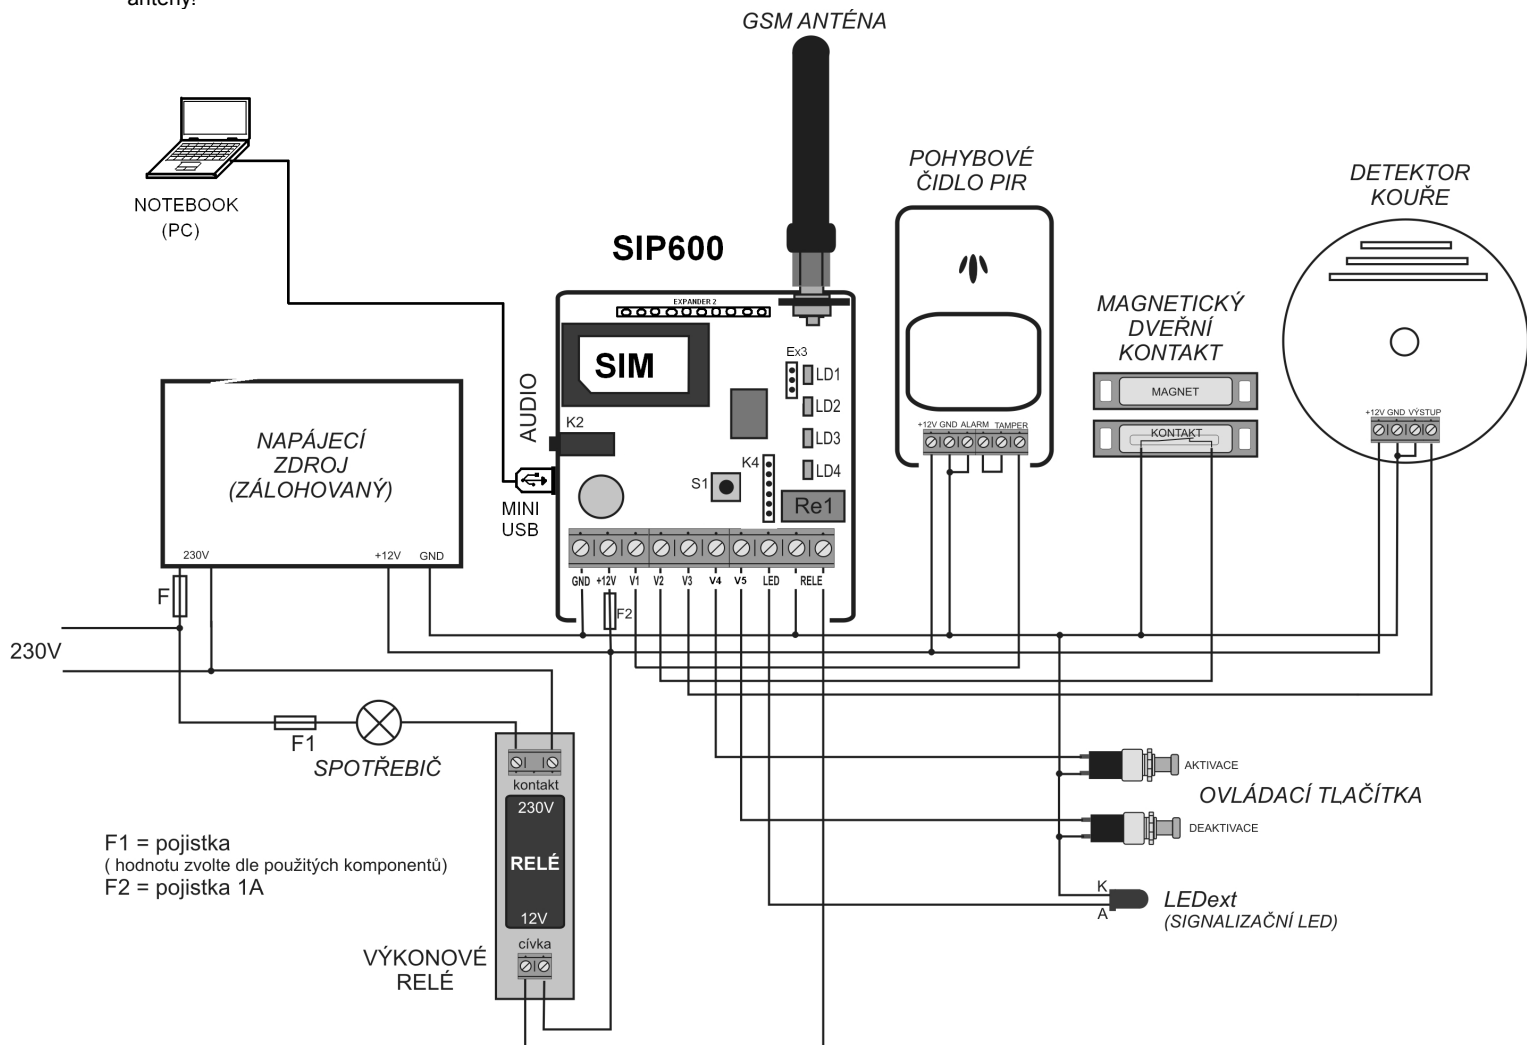 antény!
GSM ANTÉNA
NOTEBOOK
(PC)
SIP600
POHYBOVÉ
ČIDLO PIR
DETEKTOR
KOUŘE
MAGNETICKÝ
DVEŘNÍ
KONTAKT
MAGNET
KONTAKT
EXPANDER 2
SIM
Ex3
LD1
LD2
LD3
LD4
AUDIO
K2
K4
S1
Re1
MINI
USB
+12V GND ALARM TAMPER
+12V GND VÝSTUP
NAPÁJECÍ
ZDROJ
(ZÁLOHOVANÝ)
230V
+12V
GND
GND +12V V1 V2 V3 V4 V5 LED RELE
F
F2
230V
F1
SPOTŘEBIČ
kontakt
230V
RELÉ
12V
cívka
VÝKONOVÉ
RELÉ
F1 = pojistka
( hodnotu zvolte dle použitých komponentů)
F2 = pojistka 1A
AKTIVACE
OVLÁDACÍ TLAČÍTKA
DEAKTIVACE
K
A
LEDext
(SIGNALIZAČNÍ LED)